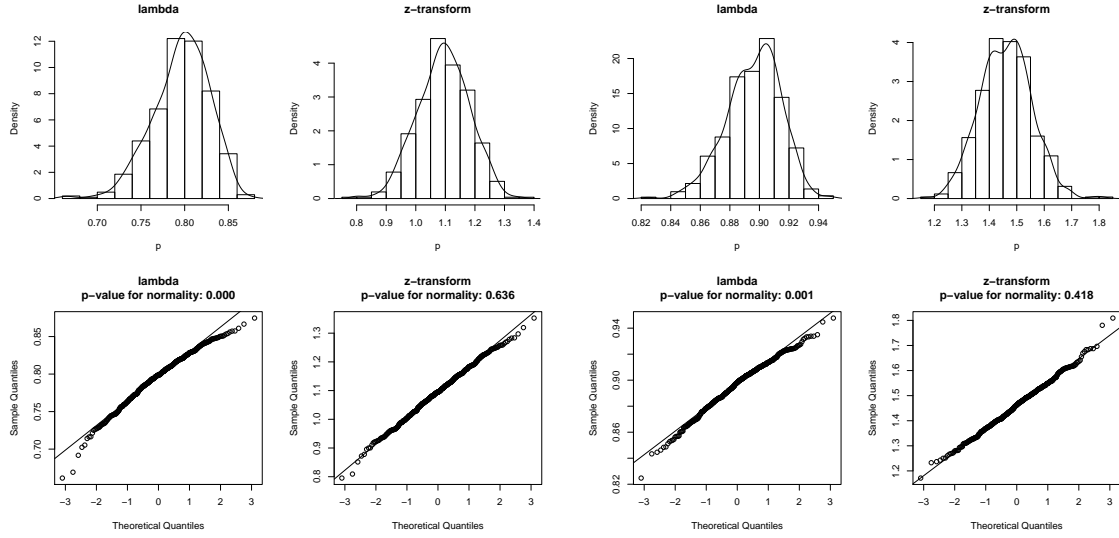 lambda
Density
0 2 4 6 8 10 12
0.70 0.75 0.80 0.85
p
z−transform
Density
0 1 2 3 4
0.8 0.9 1.0 1.1 1.2 1.3 1.4
p
lambda
Density
0 5 10 15 20
0.82 0.84 0.86 0.88 0.90 0.92 0.94
p
z−transform
Density
0 1 2 3 4
1.2 1.3 1.4 1.5 1.6 1.7 1.8
p
lambda
p−value for normality: 0.000
Sample Quantiles
0.70 0.75 0.80 0.85
−3 −2 −1 0 1 2 3
Theoretical Quantiles
z−transform
p−value for normality: 0.636
Sample Quantiles
0.8 0.9 1.0 1.1 1.2 1.3
−3 −2 −1 0 1 2 3
Theoretical Quantiles
lambda
p−value for normality: 0.001
Sample Quantiles
0.82 0.86 0.90 0.94
−3 −2 −1 0 1 2 3
Theoretical Quantiles
z−transform
p−value for normality: 0.418
Sample Quantiles
1.2 1.3 1.4 1.5 1.6 1.7 1.8
−3 −2 −1 0 1 2 3
Theoretical Quantiles